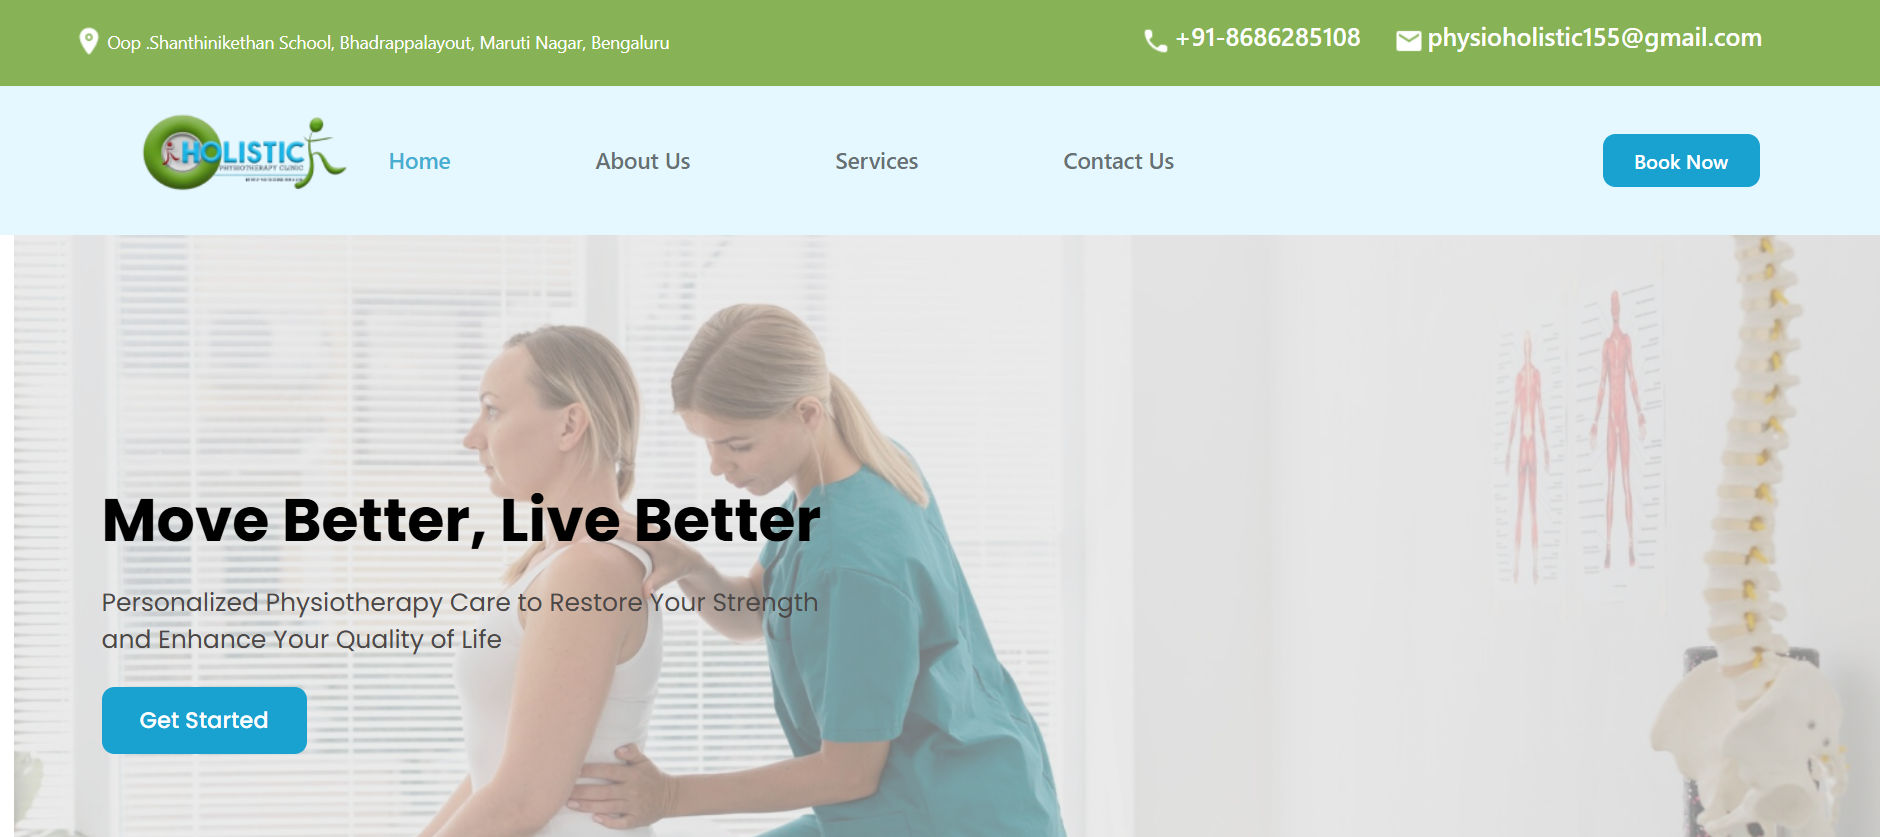 Oop .Shanthinikethan School, Bhadrappalayout, Maruti Nagar, Bengaluru
+91-8686285108
physioholistic155@gmail.com
HOLISTIC
PHYSIOTHERAPY CLINIC
Home
About Us
Services
Contact Us
Book Now
Move Better, Live Better
Personalized Physiotherapy Care to Restore Your Strength
and Enhance Your Quality of Life
Get Started